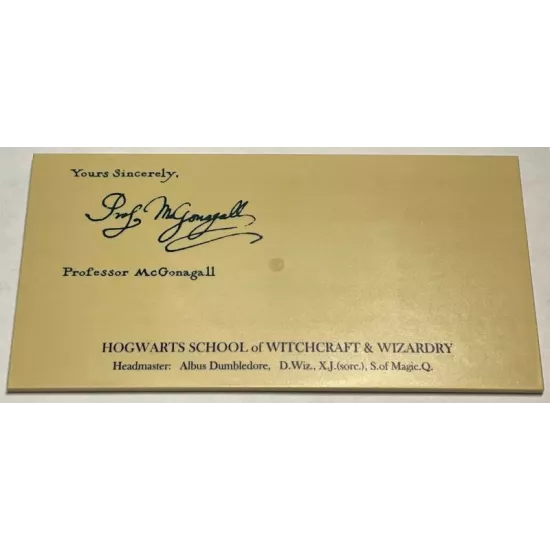 Yours Sincerely,
Prof. McGonagall
Professor McGonagall
HOGWARTS SCHOOL of WITCHCRAFT & WIZARDRY
Headmaster: Albus Dumbledore, D.Wiz., X.J.(sorc.), S.of Magic.Q.